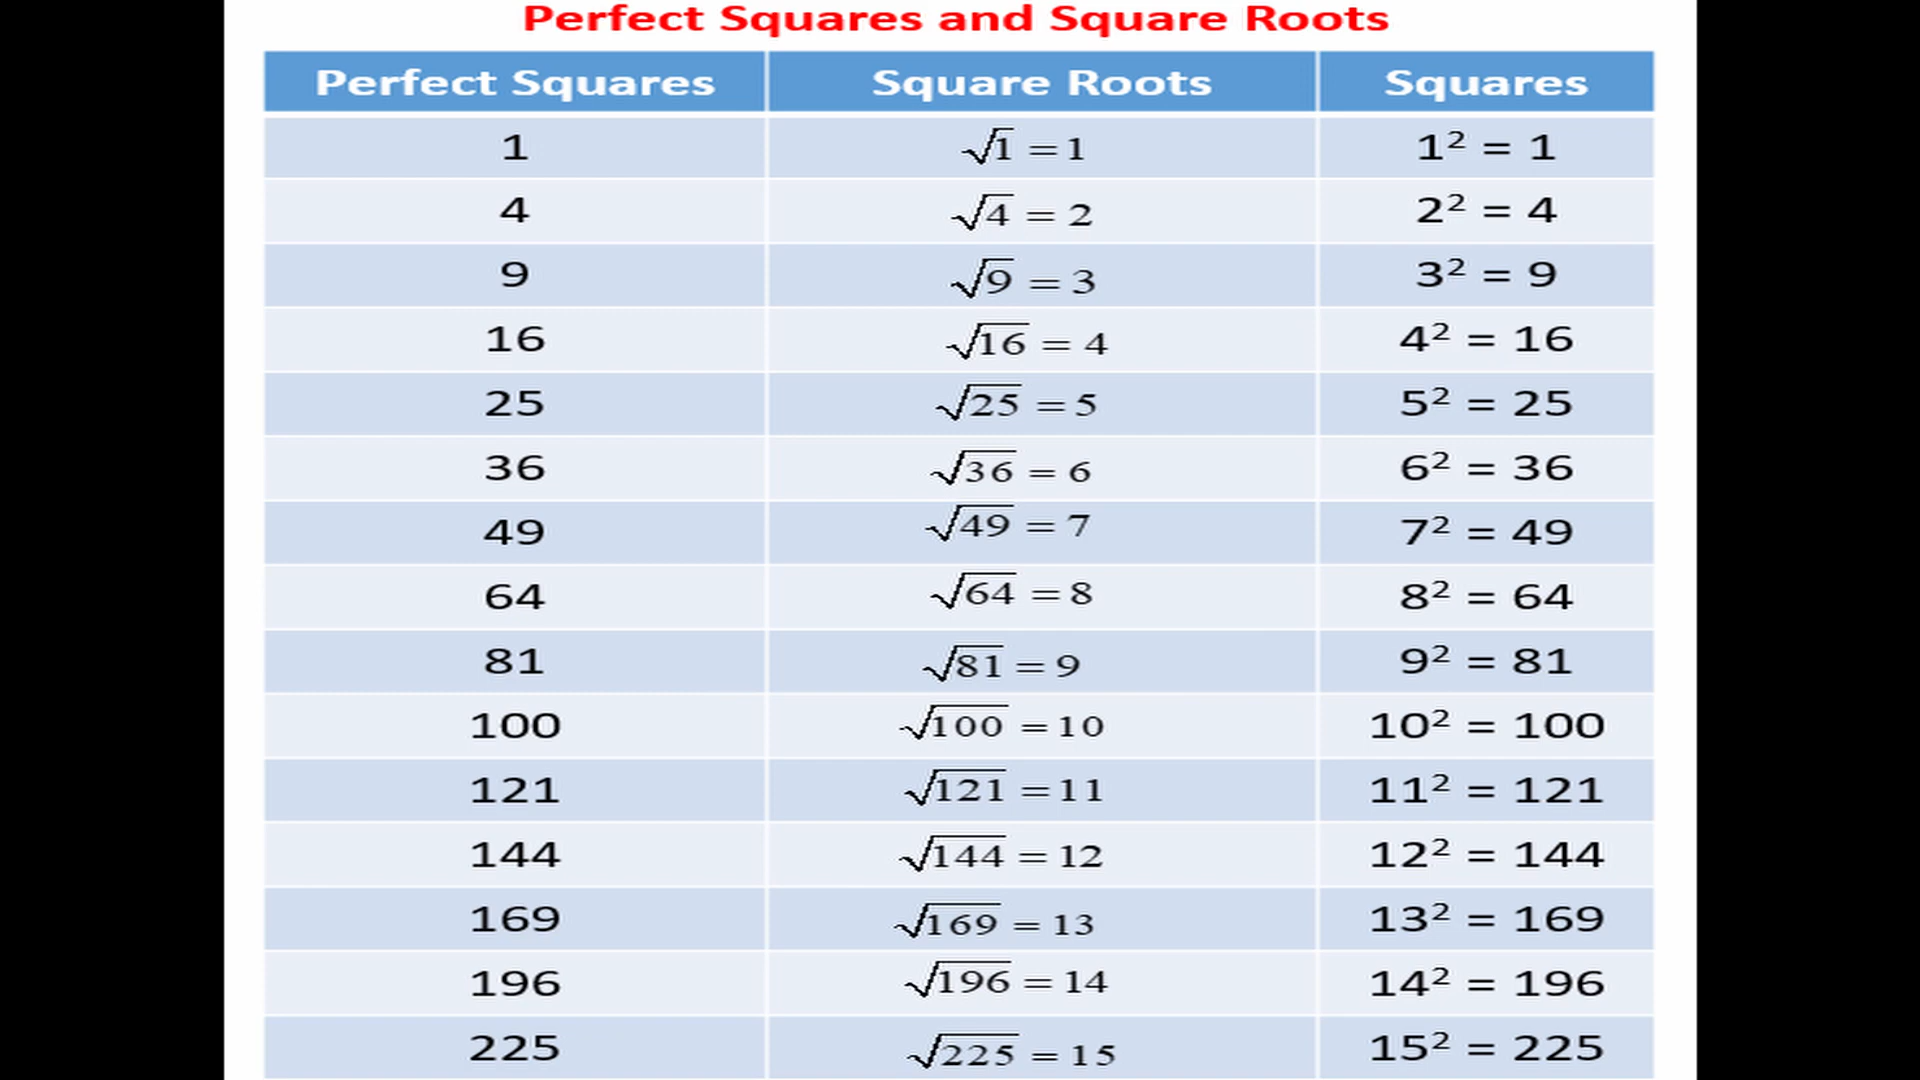 Perfect Squares and Square Roots
Perfect Squares Square Roots Squares
1 √1 = 1 1² = 1
4 √4 = 2 2² = 4
9 √9 = 3 3² = 9
16 √16 = 4 4² = 16
25 √25 = 5 5² = 25
36 √36 = 6 6² = 36
49 √49 = 7 7² = 49
64 √64 = 8 8² = 64
81 √81 = 9 9² = 81
100 √100 = 10 10² = 100
121 √121 = 11 11² = 121
144 √144 = 12 12² = 144
169 √169 = 13 13² = 169
196 √196 = 14 14² = 196
225 √225 = 15 15² = 225